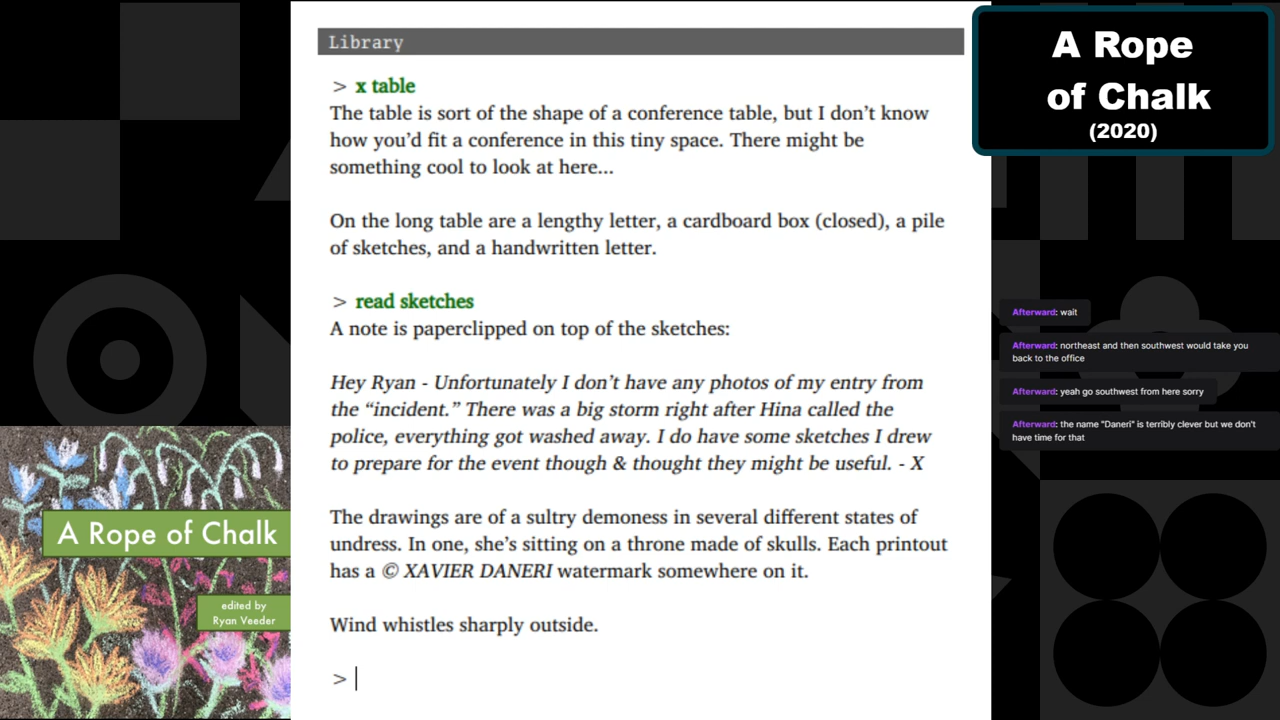 Library
> x table
The table is sort of the shape of a conference table, but I don’t know
how you’d fit a conference in this tiny space. There might be
something cool to look at here...
On the long table are a lengthy letter, a cardboard box (closed), a pile
of sketches, and a handwritten letter.
> read sketches
A note is paperclipped on top of the sketches:
Hey Ryan - Unfortunately I don’t have any photos of my entry from
the “incident.” There was a big storm right after Hina called the
police, everything got washed away. I do have some sketches I drew
to prepare for the event though & thought they might be useful. - X
The drawings are of a sultry demoness in several different states of
undress. In one, she’s sitting on a throne made of skulls. Each printout
has a © XAVIER DANERI watermark somewhere on it.
Wind whistles sharply outside.
>
A Rope
of Chalk
(2020)
Afterward: wait
Afterward: northeast and then southwest would take you
back to the office
Afterward: yeah go southwest from here sorry
Afterward: the name "Daneri" is terribly clever but we don't
have time for that
A Rope of Chalk
edited by
Ryan Veeder